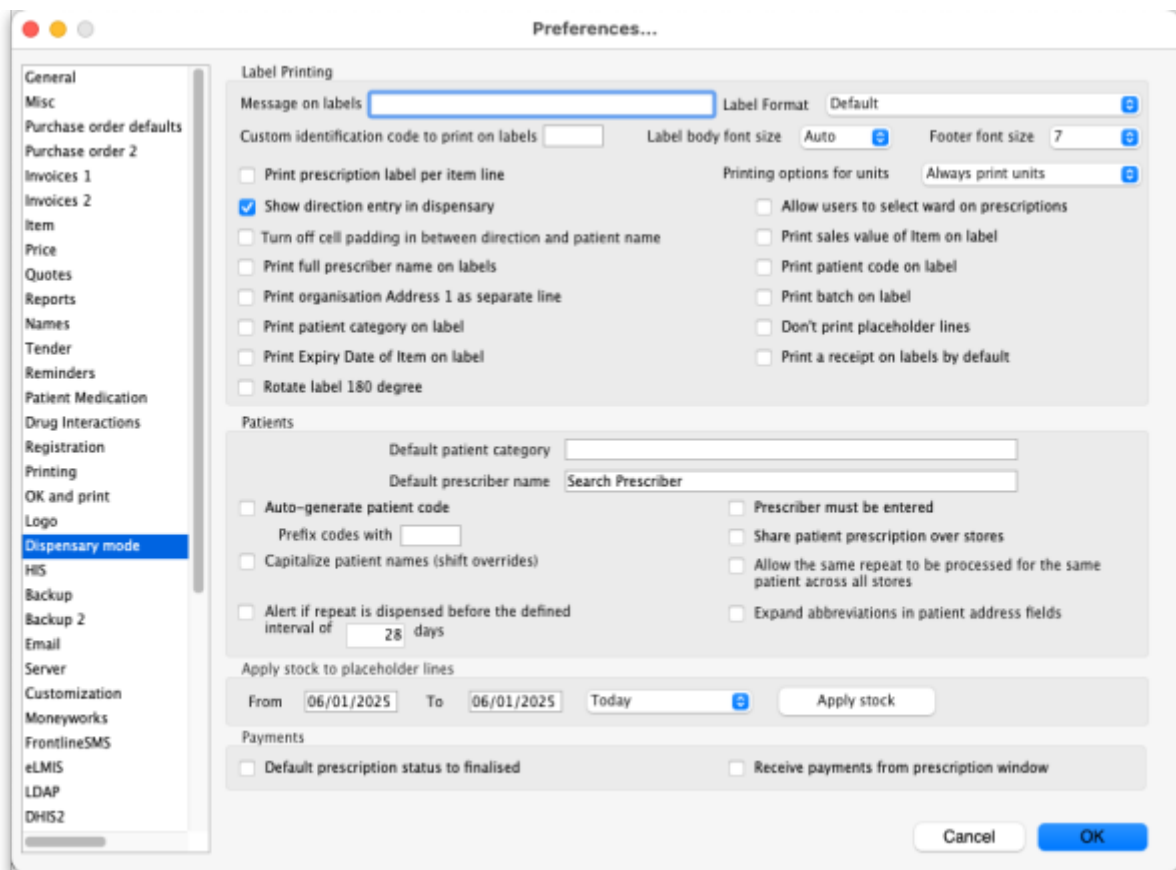 Preferences...
General
Misc
Purchase order defaults
Purchase order 2
Invoices 1
Invoices 2
Item
Price
Quotes
Reports
Names
Tender
Reminders
Patient Medication
Drug Interactions
Registration
Printing
OK and print
Logo
Dispensary mode
HIS
Backup
Backup 2
Email
Server
Customization
Moneyworks
FrontlineSMS
eLMIS
LDAP
DHIS2
Label Printing
Message on labels Label Format Default
Custom identification code to print on labels Label body font size Auto Footer font size 7
Print prescription label per item line Printing options for units Always print units
Show direction entry in dispensary Allow users to select ward on prescriptions
Turn off cell padding in between direction and patient name Print sales value of Item on label
Print full prescriber name on labels Print patient code on label
Print organisation Address 1 as separate line Print batch on label
Print patient category on label Don't print placeholder lines
Print Expiry Date of Item on label Print a receipt on labels by default
Rotate label 180 degree
Patients
Default patient category
Default prescriber name Search Prescriber
Auto-generate patient code Prescriber must be entered
Prefix codes with Share patient prescription over stores
Capitalize patient names (shift overrides) Allow the same repeat to be processed for the same
patient across all stores
Alert if repeat is dispensed before the defined Expand abbreviations in patient address fields
interval of 28 days
Apply stock to placeholder lines
From 06/01/2025 To 06/01/2025 Today Apply stock
Payments
Default prescription status to finalised Receive payments from prescription window
Cancel OK